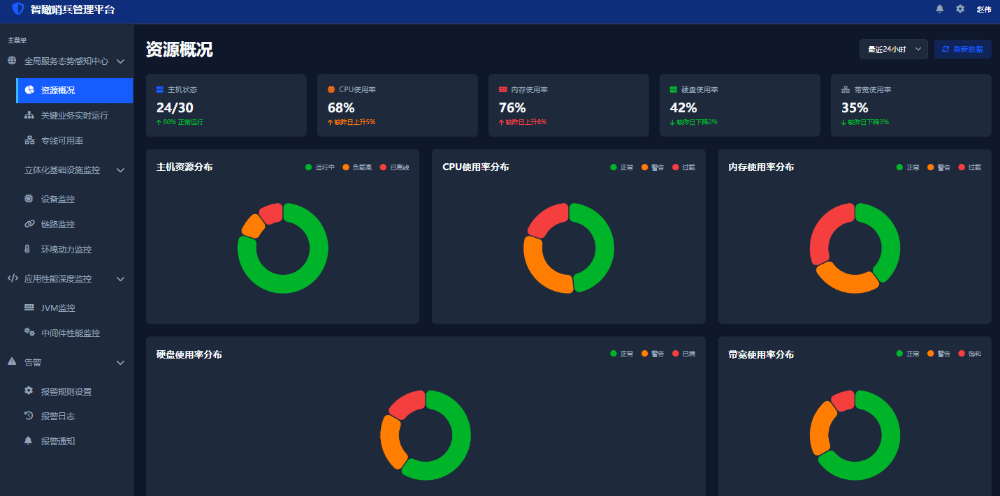 智瞰哨兵管理平台
赵伟
主菜单
全局服务态势感知中心
资源概况
关键业务实时运行
专线可用率
立体化基础设施监控
设备监控
链路监控
环境动力监控
应用性能深度监控
JVM监控
中间件性能监控
告警
报警规则设置
报警日志
报警通知
资源概况
最近24小时
刷新数据
主机状态
24/30
80% 正常运行
CPU使用率
68%
较昨日上升5%
内存使用率
76%
较昨日上升8%
硬盘使用率
42%
较昨日下降2%
带宽使用率
35%
较昨日下降3%
主机资源分布
运行中 负载高 已离线
CPU使用率分布
正常 警告 过载
内存使用率分布
正常 警告 过载
硬盘使用率分布
正常 警告 已满
带宽使用率分布
正常 警告 饱和